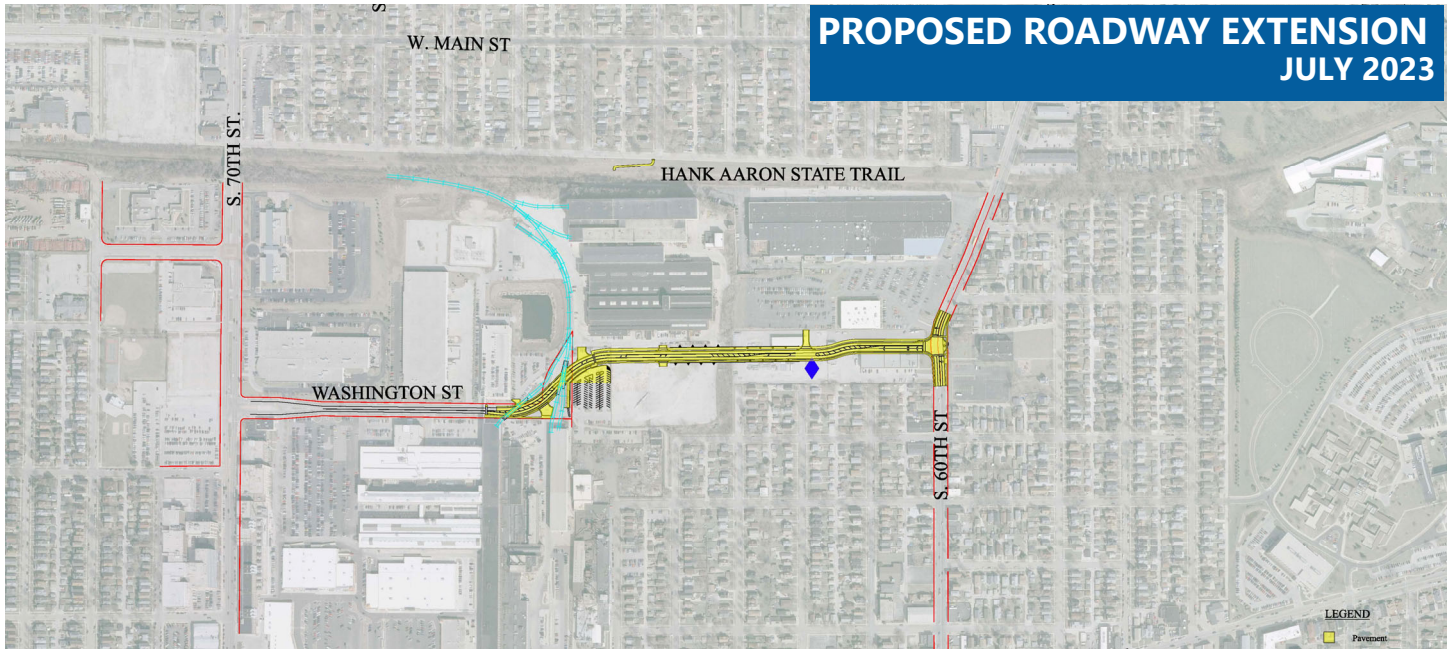 S
W. MAIN ST
PROPOSED ROADWAY EXTENSION
JULY 2023
S. 70TH ST.
HANK AARON STATE TRAIL
WASHINGTON ST
S. 60TH ST
LEGEND
Pavement